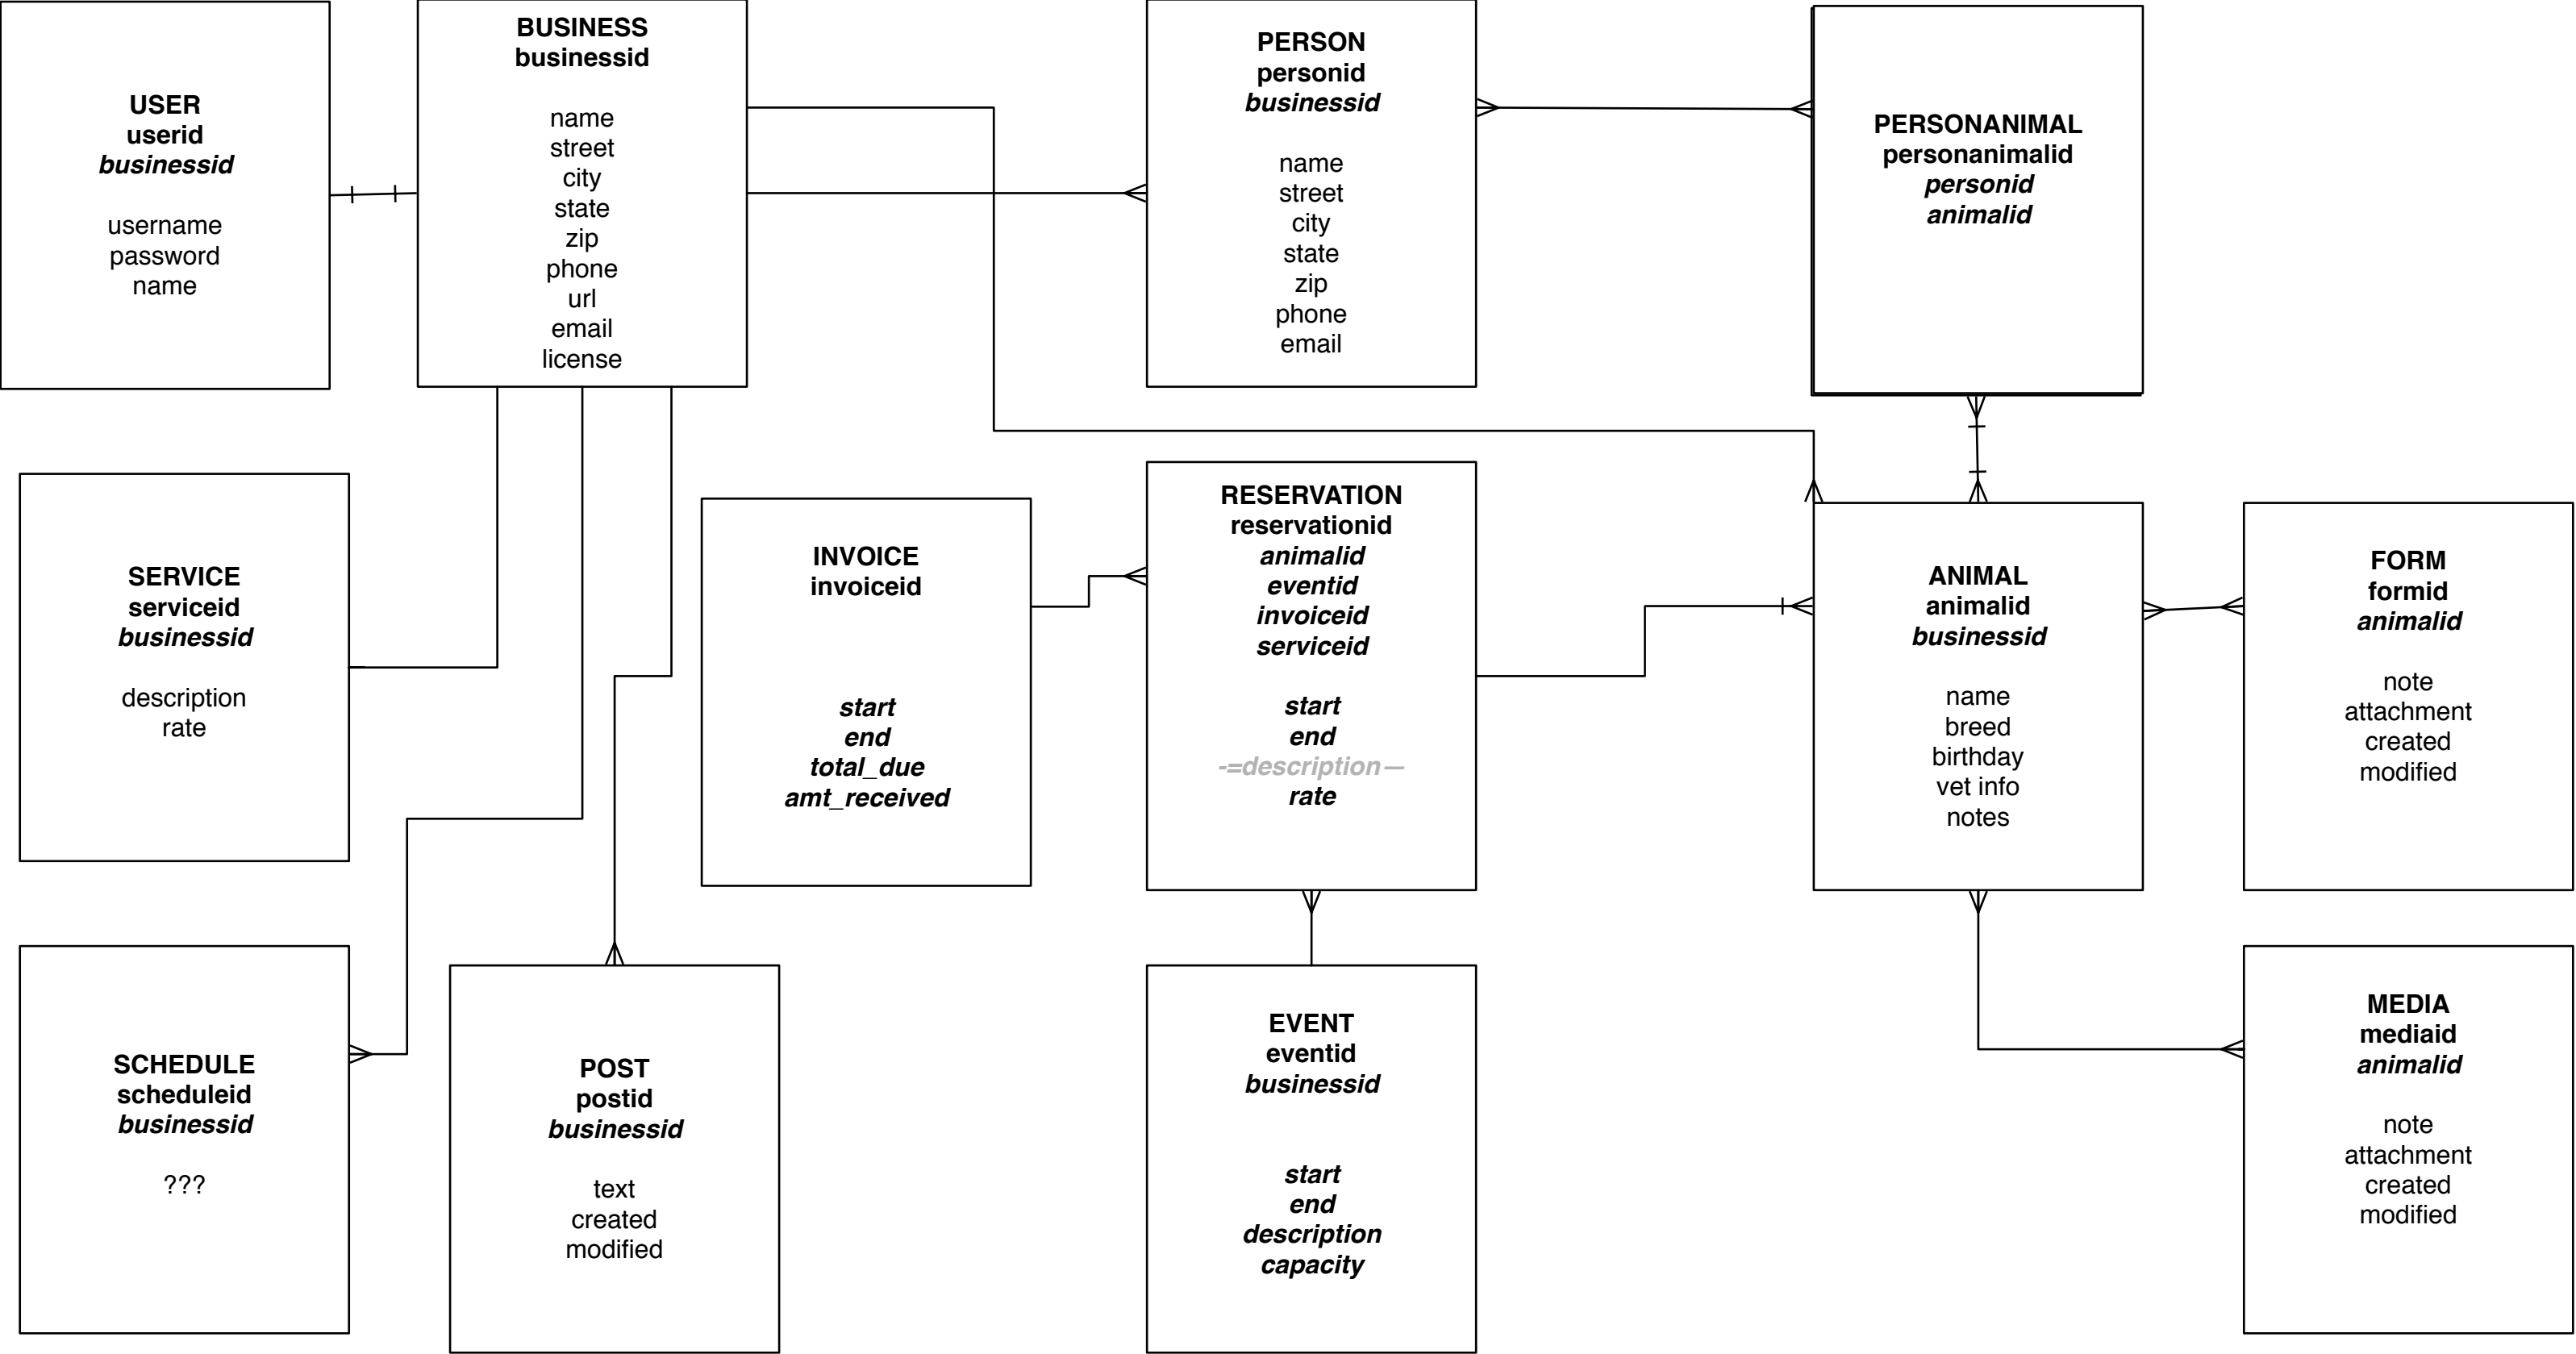 USER
userid
businessid
username
password
name
BUSINESS
businessid
name
street
city
state
zip
phone
url
email
license
PERSON
personid
businessid
name
street
city
state
zip
phone
email
PERSONANIMAL
personanimalid
personid
animalid
SERVICE
serviceid
businessid
description
rate
INVOICE
invoiceid
start
end
total_due
amt_received
RESERVATION
reservationid
animalid
eventid
invoiceid
serviceid
start
end
-=description—
rate
ANIMAL
animalid
businessid
name
breed
birthday
vet info
notes
FORM
formid
animalid
note
attachment
created
modified
SCHEDULE
scheduleid
businessid
???
POST
postid
businessid
text
created
modified
EVENT
eventid
businessid
start
end
description
capacity
MEDIA
mediaid
animalid
note
attachment
created
modified